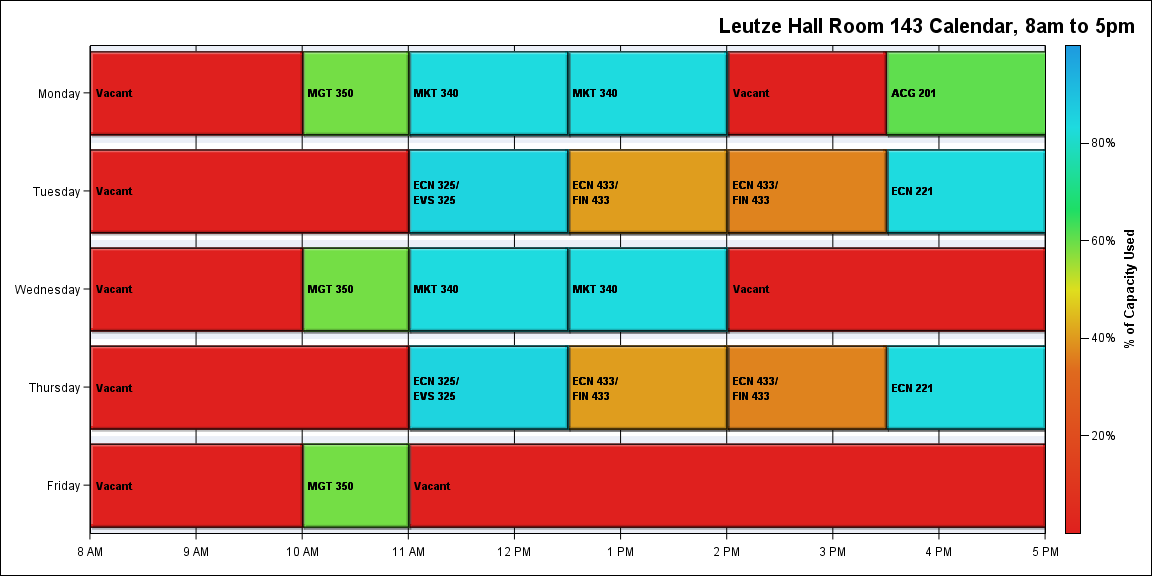 Leutze Hall Room 143 Calendar, 8am to 5pm
Monday
Vacant
MGT 350
MKT 340
MKT 340
Vacant
ACG 201
Tuesday
Vacant
ECN 325/
EVS 325
ECN 433/
FIN 433
ECN 433/
FIN 433
ECN 221
Wednesday
Vacant
MGT 350
MKT 340
MKT 340
Vacant
Thursday
Vacant
ECN 325/
EVS 325
ECN 433/
FIN 433
ECN 433/
FIN 433
ECN 221
Friday
Vacant
MGT 350
Vacant
8 AM
9 AM
10 AM
11 AM
12 PM
1 PM
2 PM
3 PM
4 PM
5 PM
80%
60%
40%
20%
% of Capacity Used